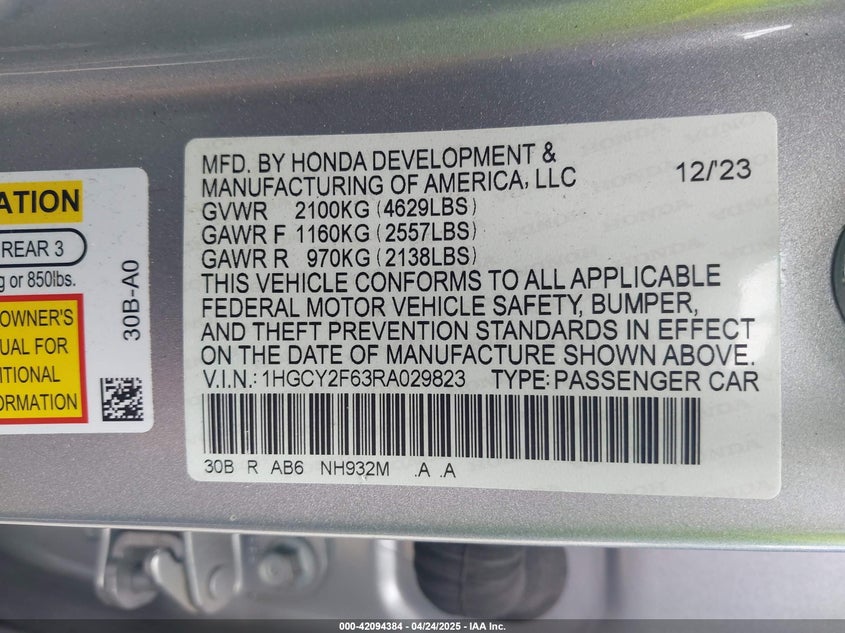 ATION
REAR 3
g or 850lbs.
OWNER'S
UAL FOR
ITIONAL
ORMATION
30B-A0
MFD. BY HONDA DEVELOPMENT &
MANUFACTURING OF AMERICA, LLC 12/'23
GVWR 2100KG (4629LBS)
GAWR F 1160KG (2557LBS)
GAWR R 970KG (2138LBS)
THIS VEHICLE CONFORMS TO ALL APPLICABLE
FEDERAL MOTOR VEHICLE SAFETY, BUMPER,
AND THEFT PREVENTION STANDARDS IN EFFECT
ON THE DATE OF MANUFACTURE SHOWN ABOVE.
V.I.N.: 1HGCY2F63RA029823 TYPE: PASSENGER CAR
30B R AB6 NH932M .A .A
000-42094384 - 04/24/2025 - IAA Inc.